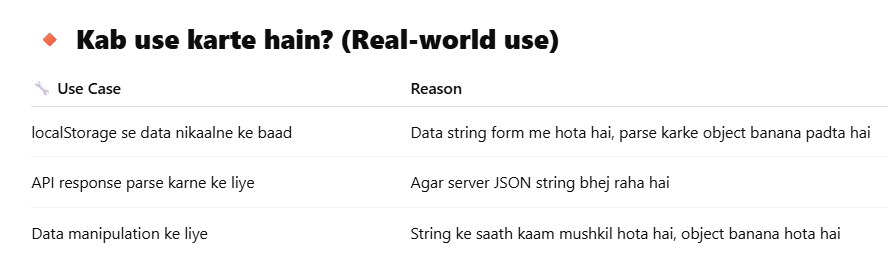 Kab use karte hain? (Real-world use)
Use Case Reason
localStorage se data nikaalne ke baad Data string form me hota hai, parse karke object banana padta hai
API response parse karne ke liye Agar server JSON string bhej raha hai
Data manipulation ke liye String ke saath kaam mushkil hota hai, object banana hota hai